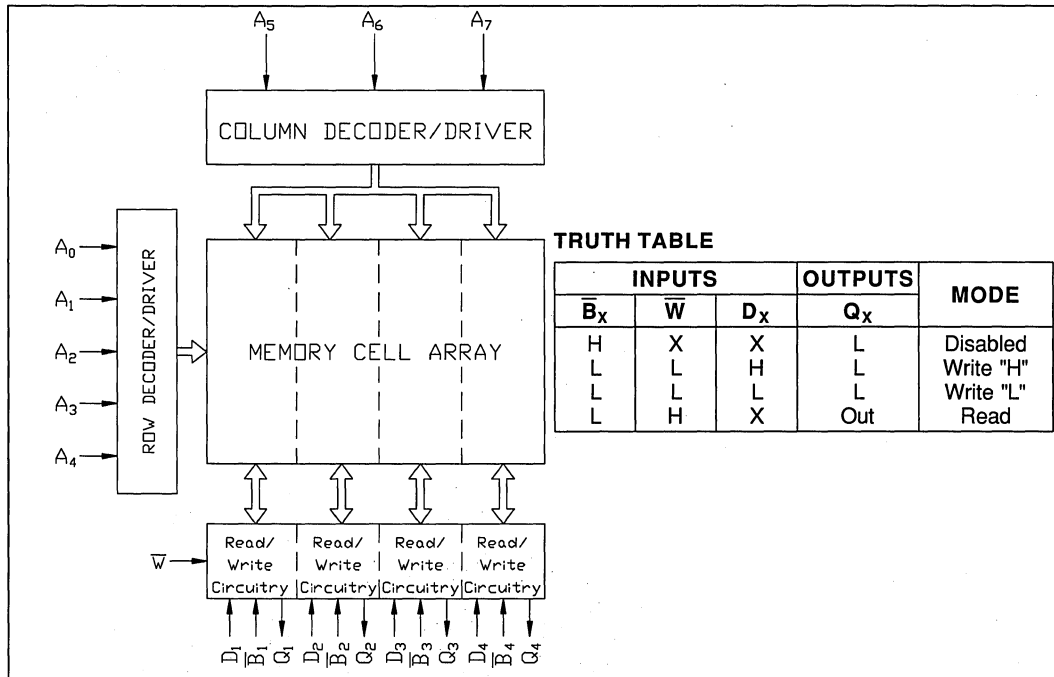 A5 A6 A7
COLUMN DECODER/DRIVER
A0
A1
A2
A3
A4
ROW DECODER/DRIVER
MEMORY CELL ARRAY
W̅
Read/ Write Circuitry
Read/ Write Circuitry
Read/ Write Circuitry
Read/ Write Circuitry
D1 B̅1 Q1 D2 B̅2 Q2 D3 B̅3 Q3 D4 B̅4 Q4
TRUTH TABLE
INPUTS OUTPUTS MODE
B̅X W̅ DX QX
H X X L Disabled
L L H L Write "H"
L L L L Write "L"
L H X Out Read